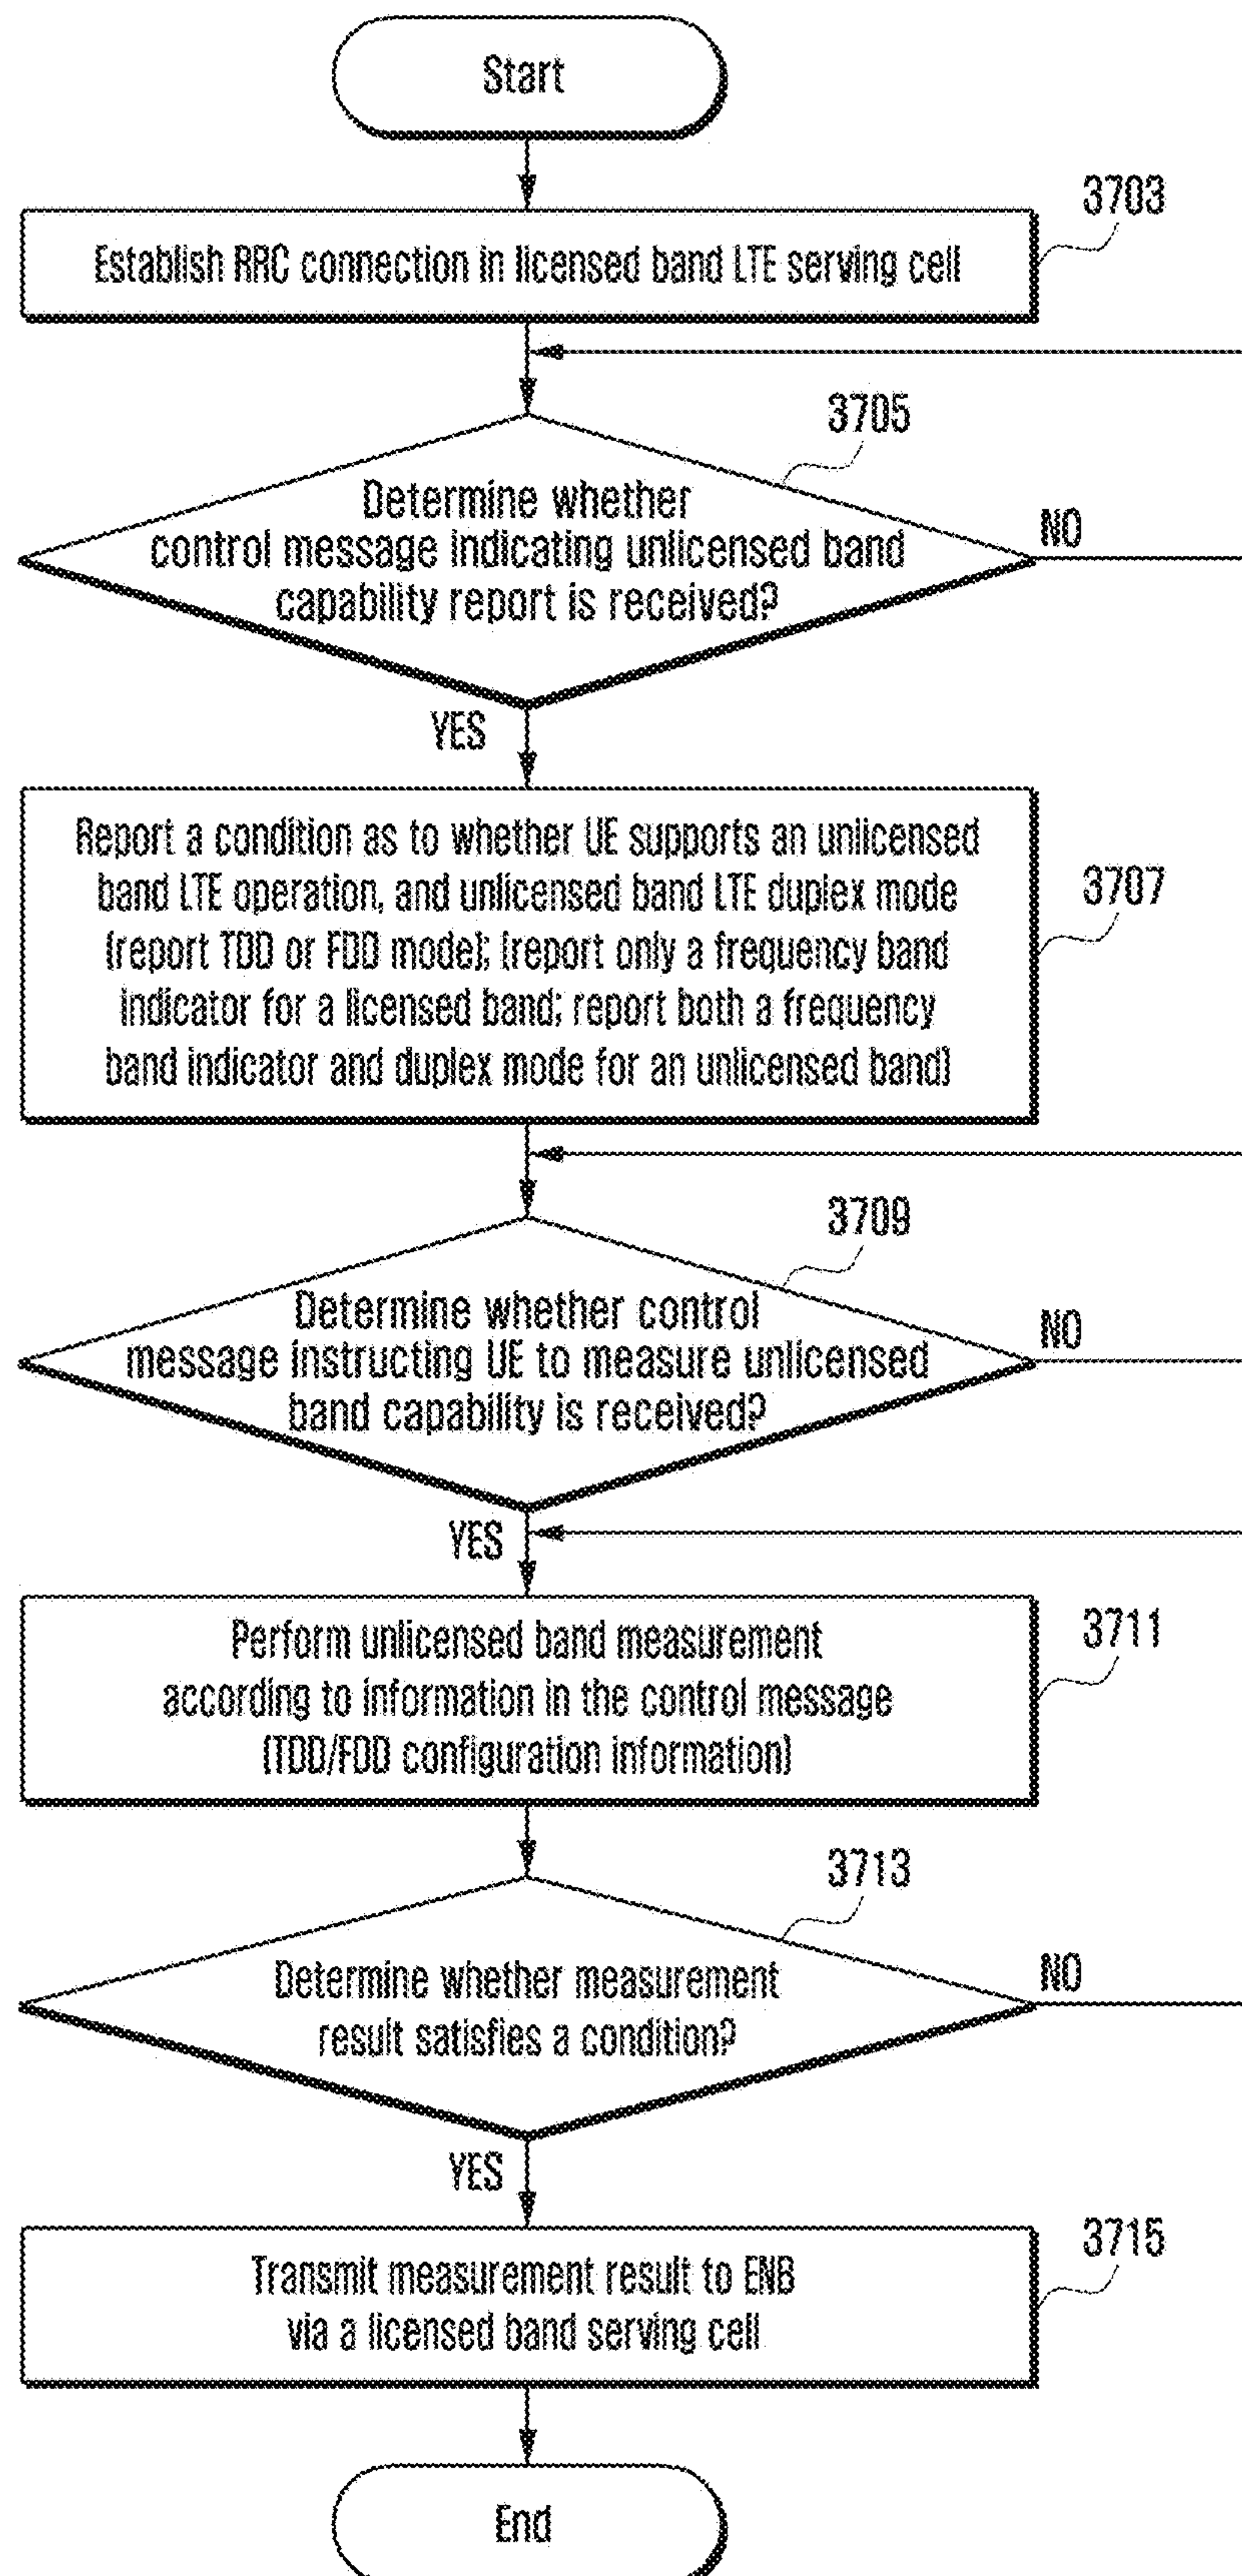 Start
3703
Establish RRC connection in licensed band LTE serving cell
3705
Determine whether
control message indicating unlicensed band
capability report is received?
NO
YES
Report a condition as to whether UE supports an unlicensed
band LTE operation, and unlicensed band LTE duplex mode
(report TDD or FDD mode); (report only a frequency band
indicator for a licensed band; report both a frequency
band indicator and duplex mode for an unlicensed band)
3707
3709
Determine whether control
message instructing UE to measure unlicensed
band capability is received?
NO
YES
3711
Perform unlicensed band measurement
according to information in the control message
(TDD/FDD configuration information)
3713
Determine whether measurement
result satisfies a condition?
NO
YES
3715
Transmit measurement result to ENB
via a licensed band serving cell
End